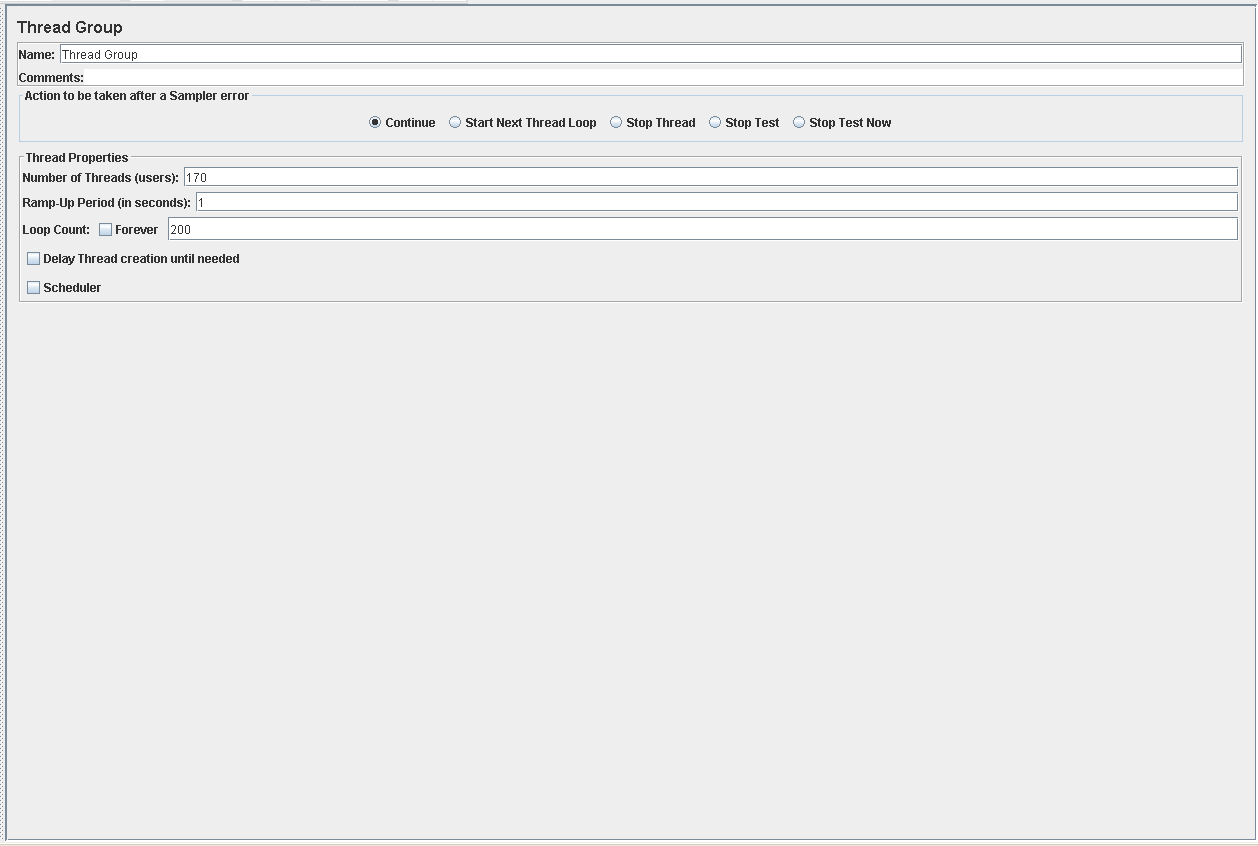 Thread Group
Name: Thread Group
Comments:
Action to be taken after a Sampler error
Continue Start Next Thread Loop Stop Thread Stop Test Stop Test Now
Thread Properties
Number of Threads (users): 170
Ramp-Up Period (in seconds): 1
Loop Count: Forever 200
Delay Thread creation until needed
Scheduler